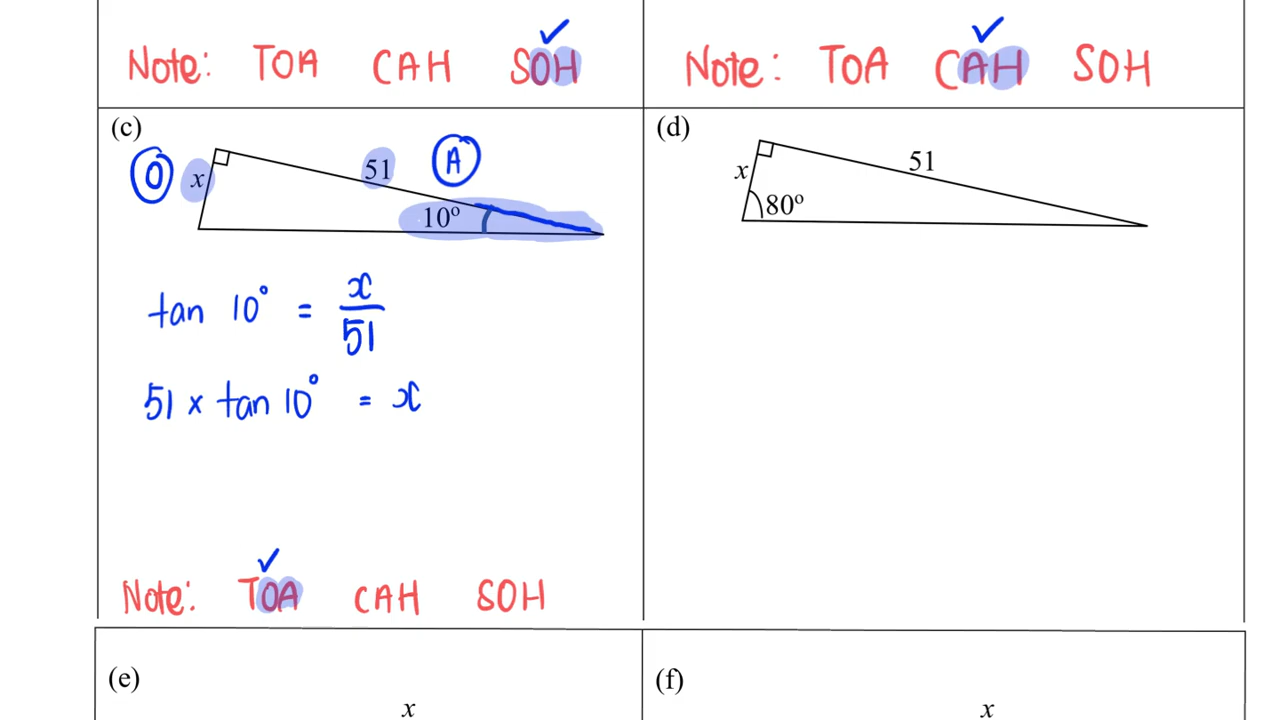 Note: TOA CAH SOH
Note: TOA CAH SOH
(c)
O x 51 A
10°
tan 10° = x/51
51 × tan 10° = x
Note: TOA CAH SOH
(d)
x 51
80°
(e)
x
(f)
x